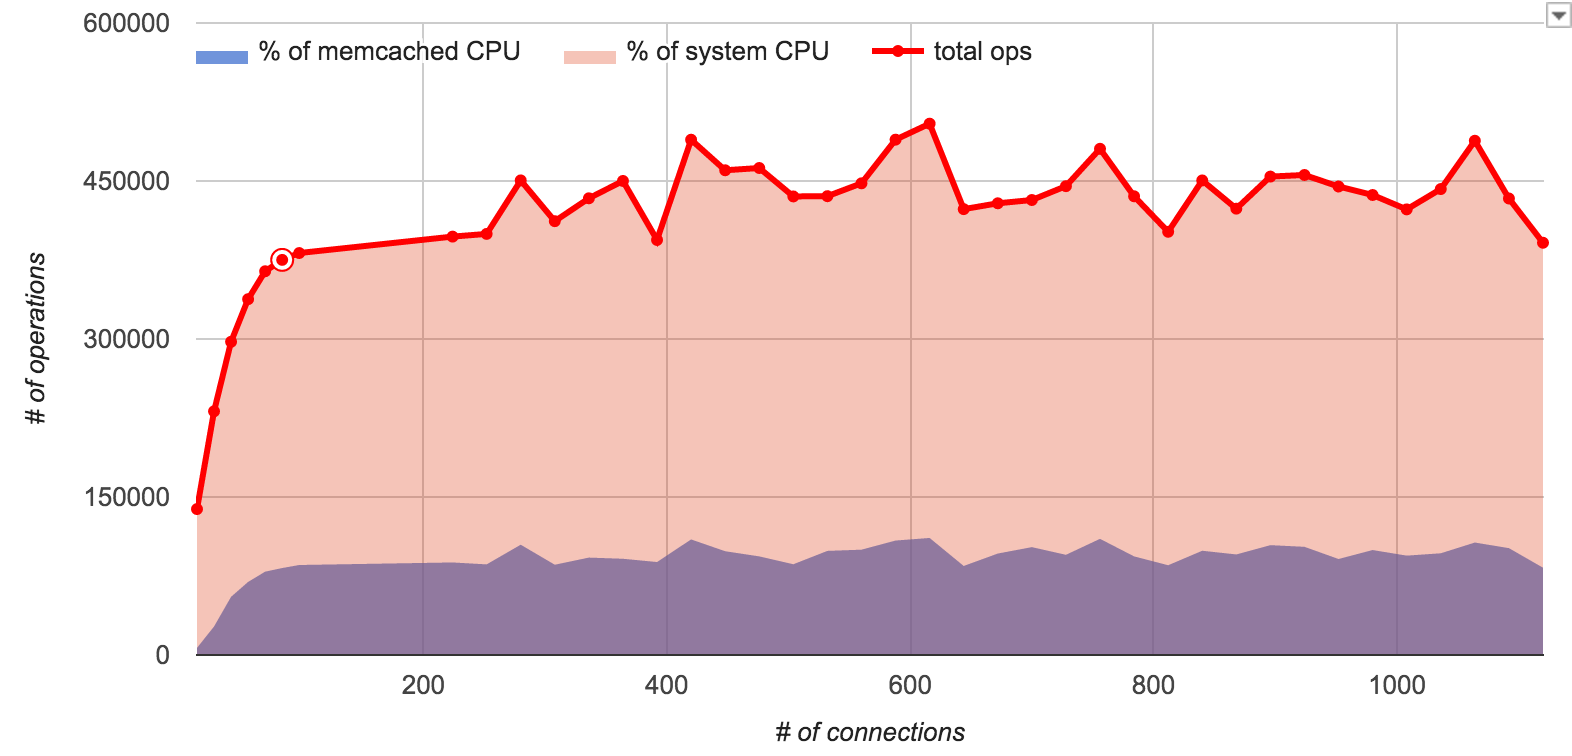 600000
% of memcached CPU
% of system CPU
total ops
450000
300000
150000
0
# of operations
200
400
600
800
1000
# of connections